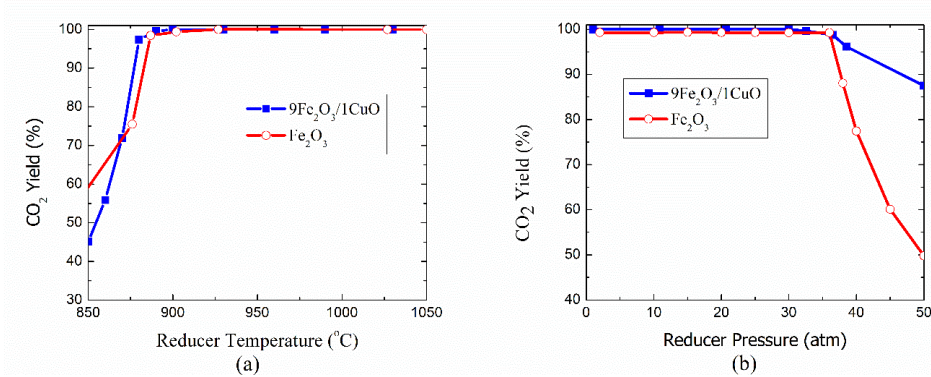 100
90
80
70
60
50
40
30
850
900
950
1000
1050
CO₂ Yield (%)
9Fe₂O₃/1CuO
Fe₂O₃
Reducer Temperature (°C)
(a)
100
90
80
70
60
50
40
0
10
20
30
40
50
CO2 Yield (%)
9Fe₂O₃/1CuO
Fe₂O₃
Reducer Pressure (atm)
(b)